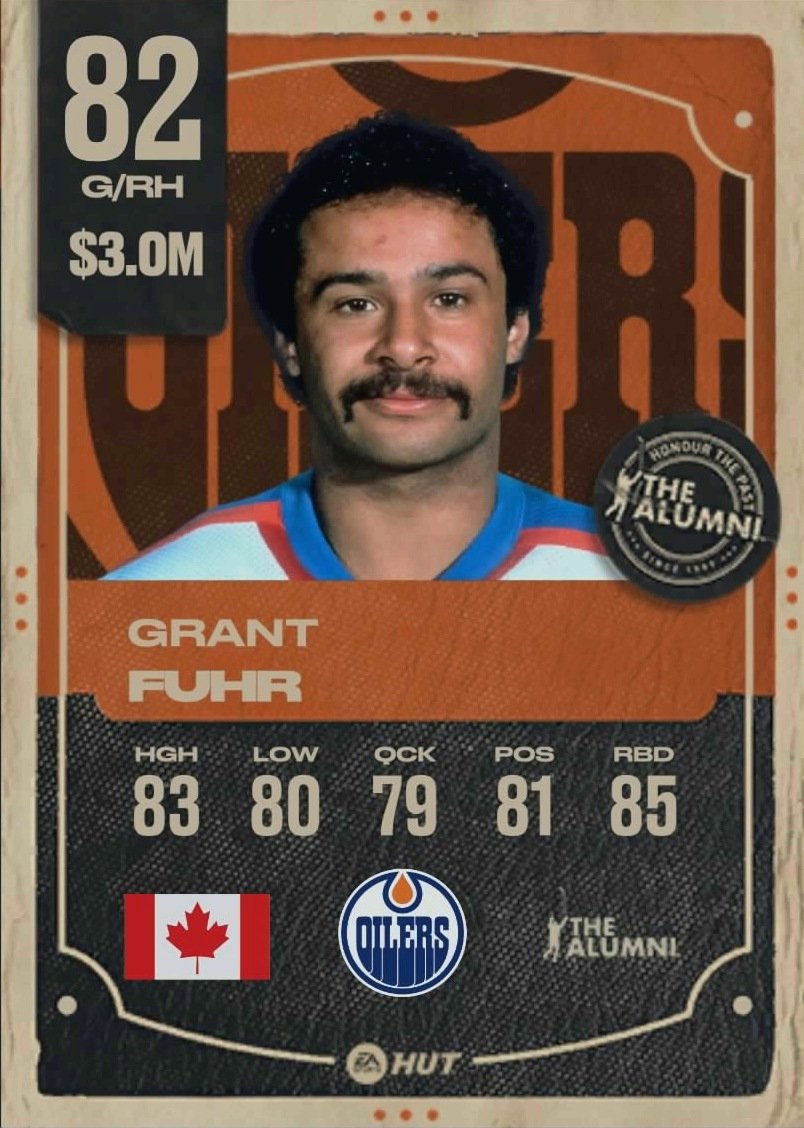 82
G/RH
$3.0M
OILERS
HONOUR THE PAST
THE
ALUMNI
GRANT
FUHR
HGH LOW QCK POS RBD
83 80 79 81 85
OILERS
THE
ALUMNI
EA
HUT